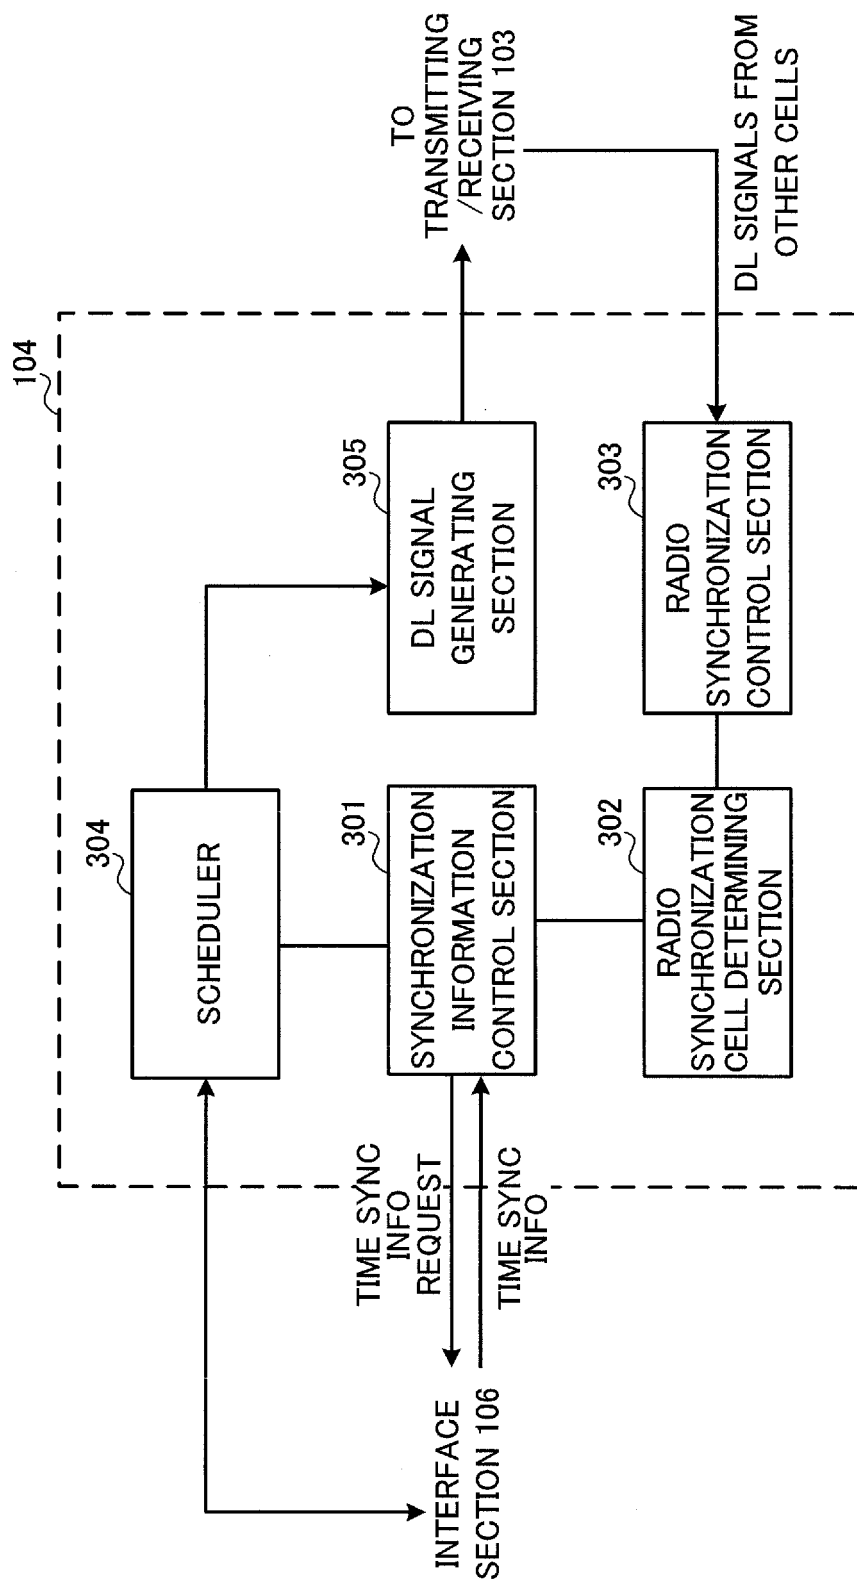 104
304
SCHEDULER
305
DL SIGNAL
GENERATING
SECTION
TO
TRANSMITTING
/RECEIVING
SECTION 103
INTERFACE
SECTION 106
TIME SYNC
INFO
REQUEST
TIME SYNC
INFO
301
SYNCHRONIZATION
INFORMATION
CONTROL SECTION
302
RADIO
SYNCHRONIZATION
CELL DETERMINING
SECTION
303
RADIO
SYNCHRONIZATION
CONTROL SECTION
DL SIGNALS FROM
OTHER CELLS